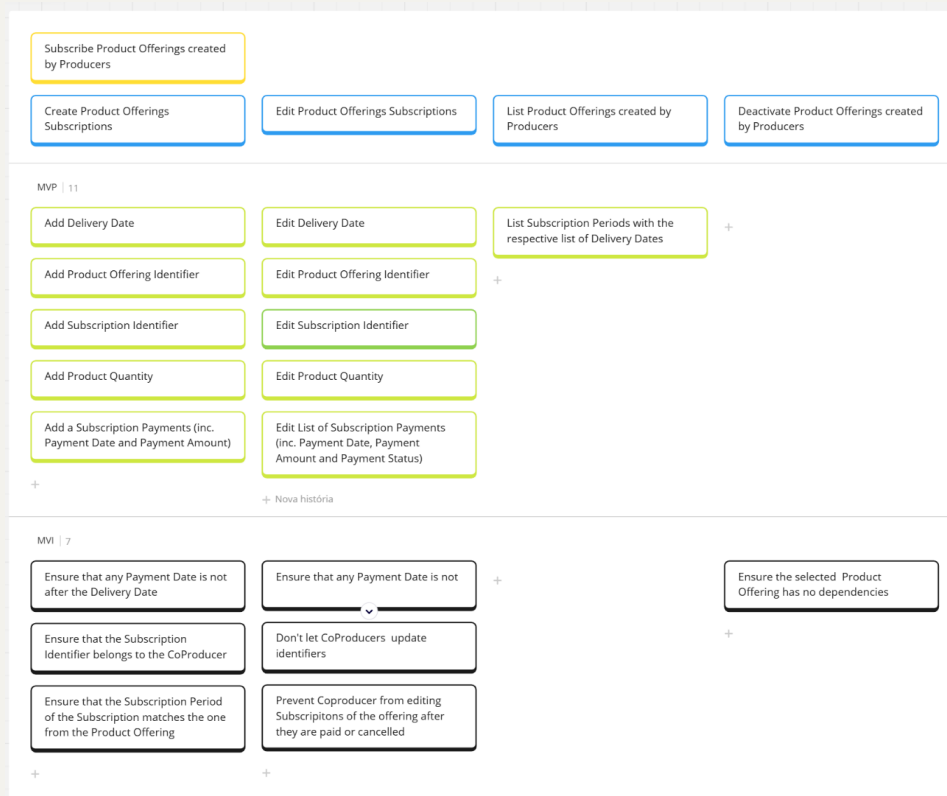 Subscribe Product Offerings created
by Producers
Create Product Offerings
Subscriptions
Edit Product Offerings Subscriptions
List Product Offerings created by
Producers
Deactivate Product Offerings created
by Producers
MVP | 11
Add Delivery Date
Edit Delivery Date
List Subscription Periods with the
respective list of Delivery Dates
Add Product Offering Identifier
Edit Product Offering Identifier
Add Subscription Identifier
Edit Subscription Identifier
Add Product Quantity
Edit Product Quantity
Add a Subscription Payments (inc.
Payment Date and Payment Amount)
Edit List of Subscription Payments
(inc. Payment Date, Payment
Amount and Payment Status)
+ Nova história
MVI | 7
Ensure that any Payment Date is not
after the Delivery Date
Ensure that any Payment Date is not
Ensure the selected  Product
Offering has no dependencies
Ensure that the Subscription
Identifier belongs to the CoProducer
Don't let CoProducers  update
identifiers
Ensure that the Subscription Period
of the Subscription matches the one
from the Product Offering
Prevent Coproducer from editing
Subscripitons of the offering after
they are paid or cancelled